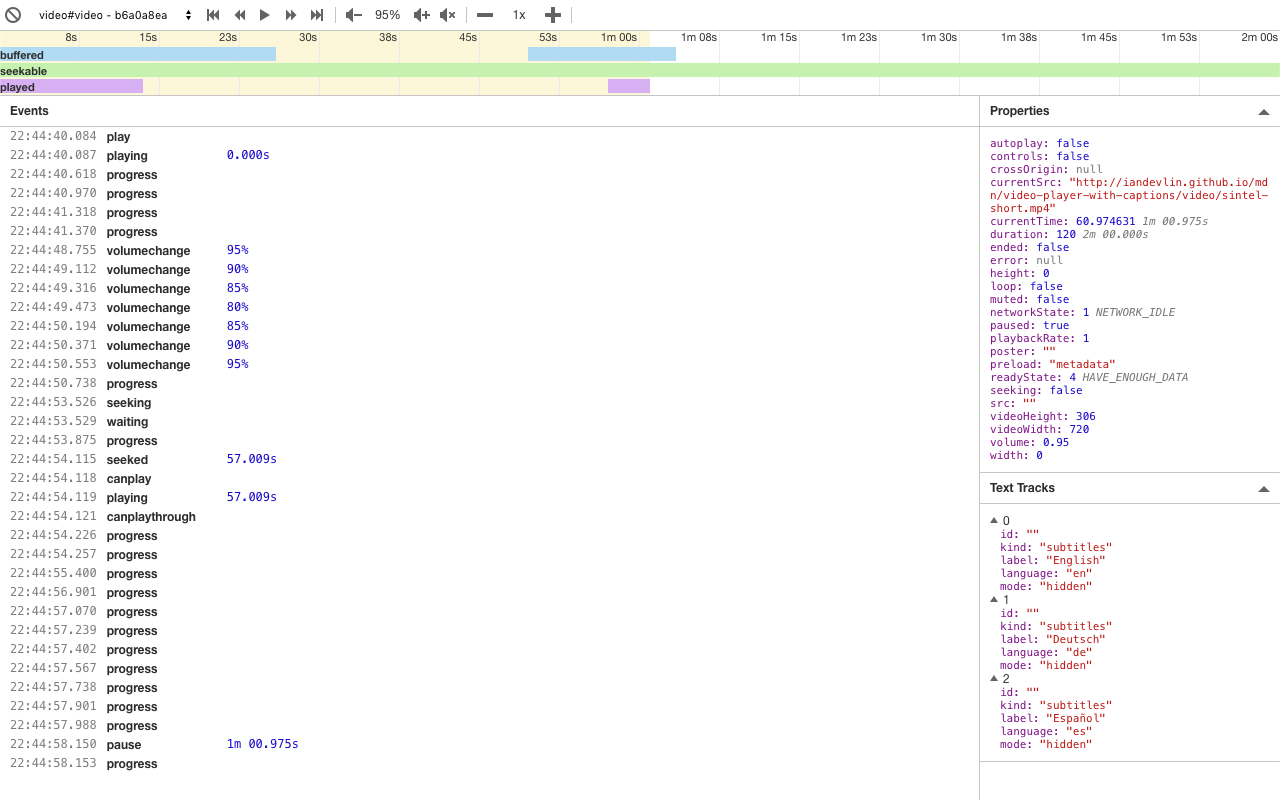 video#video - b6a0a8ea 95% 1x
8s 15s 23s 30s 38s 45s 53s 1m 00s 1m 08s 1m 15s 1m 23s 1m 30s 1m 38s 1m 45s 1m 53s 2m 00s
buffered
seekable
played
Events
22:44:40.084 play
22:44:40.087 playing 0.000s
22:44:40.618 progress
22:44:40.970 progress
22:44:41.318 progress
22:44:41.370 progress
22:44:48.755 volumechange 95%
22:44:49.112 volumechange 90%
22:44:49.316 volumechange 85%
22:44:49.473 volumechange 80%
22:44:50.194 volumechange 85%
22:44:50.371 volumechange 90%
22:44:50.553 volumechange 95%
22:44:50.738 progress
22:44:53.526 seeking
22:44:53.529 waiting
22:44:53.875 progress
22:44:54.115 seeked 57.009s
22:44:54.118 canplay
22:44:54.119 playing 57.009s
22:44:54.121 canplaythrough
22:44:54.226 progress
22:44:54.257 progress
22:44:55.400 progress
22:44:56.901 progress
22:44:57.070 progress
22:44:57.239 progress
22:44:57.402 progress
22:44:57.567 progress
22:44:57.738 progress
22:44:57.901 progress
22:44:57.988 progress
22:44:58.150 pause 1m 00.975s
22:44:58.153 progress
Properties
autoplay: false
controls: false
crossOrigin: null
currentSrc: "http://iandevlin.github.io/md
n/video-player-with-captions/video/sintel-
short.mp4"
currentTime: 60.974631 1m 00.975s
duration: 120 2m 00.000s
ended: false
error: null
height: 0
loop: false
muted: false
networkState: 1 NETWORK_IDLE
paused: true
playbackRate: 1
poster: ""
preload: "metadata"
readyState: 4 HAVE_ENOUGH_DATA
seeking: false
src: ""
videoHeight: 306
videoWidth: 720
volume: 0.95
width: 0
Text Tracks
0
id: ""
kind: "subtitles"
label: "English"
language: "en"
mode: "hidden"
1
id: ""
kind: "subtitles"
label: "Deutsch"
language: "de"
mode: "hidden"
2
id: ""
kind: "subtitles"
label: "Español"
language: "es"
mode: "hidden"